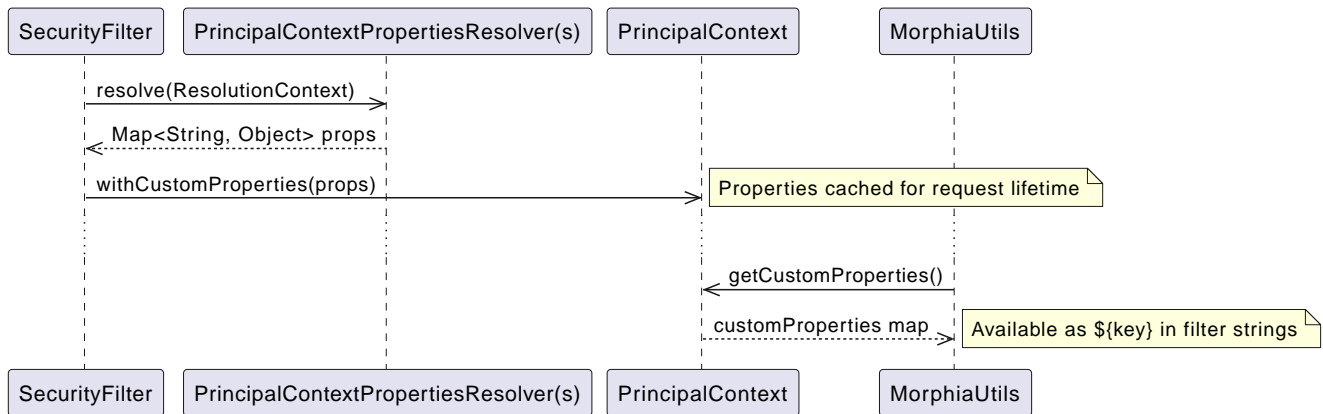 SecurityFilter
PrincipalContextPropertiesResolver(s)
PrincipalContext
MorphiaUtils
resolve(ResolutionContext)
Map<String, Object> props
withCustomProperties(props)
Properties cached for request lifetime
getCustomProperties()
customProperties map
Available as ${key} in filter strings
SecurityFilter
PrincipalContextPropertiesResolver(s)
PrincipalContext
MorphiaUtils